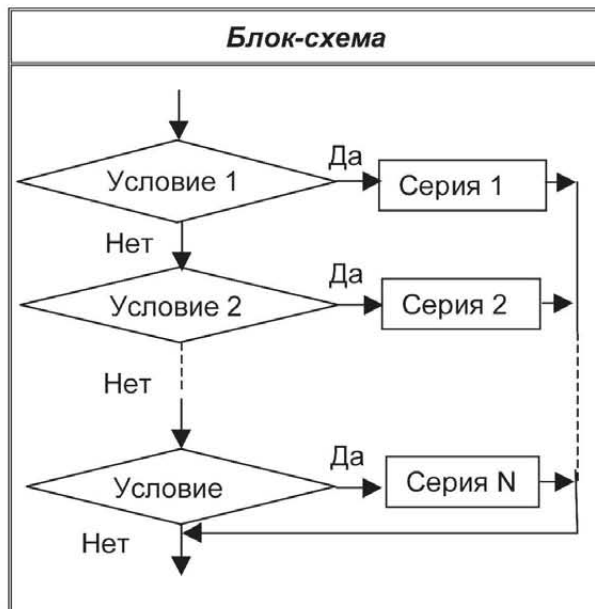 Блок-схема
Да
Условие 1
Серия 1
Нет
Да
Условие 2
Серия 2
Нет
Да
Условие
Серия N
Нет